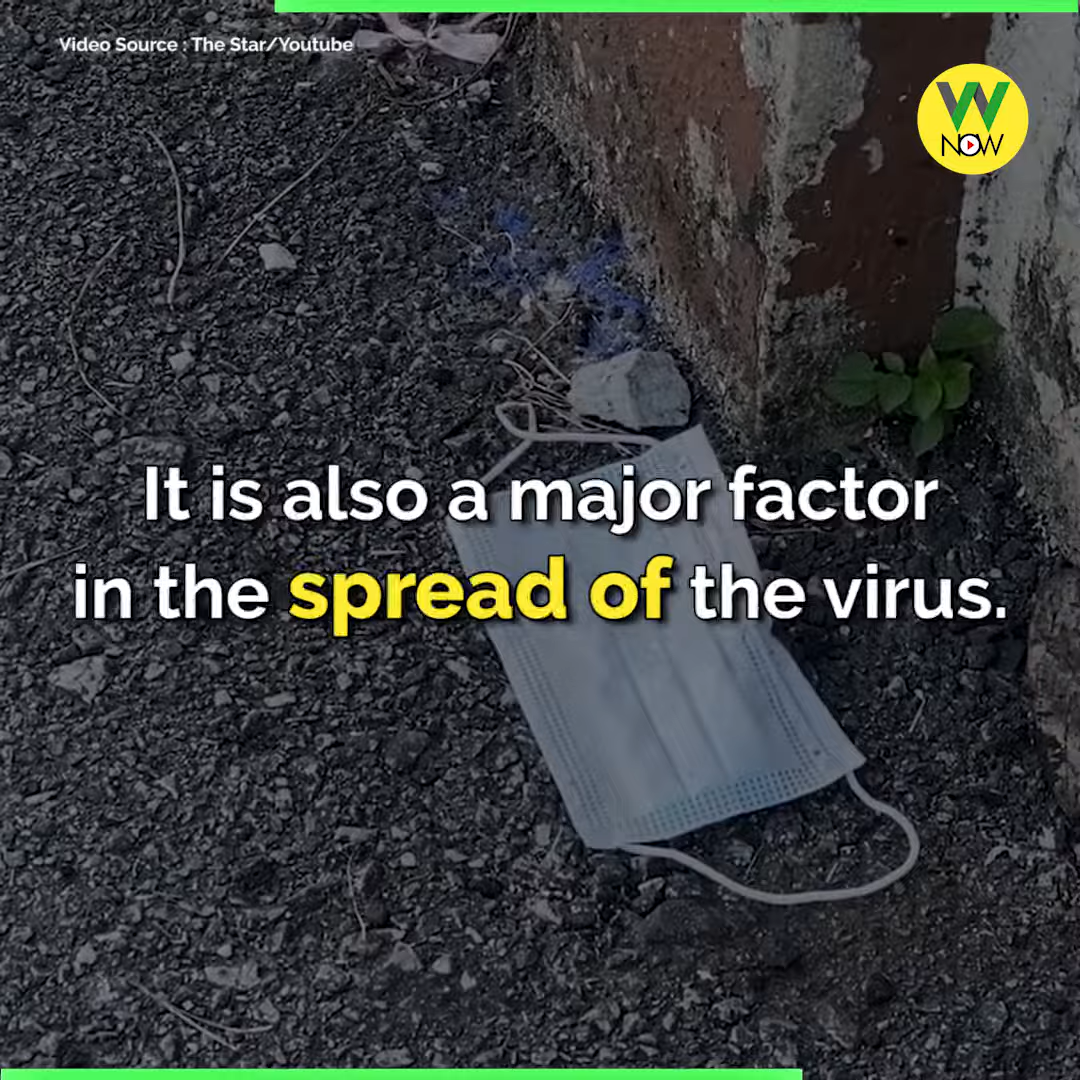 Video Source : The Star/Youtube
W
NOW
It is also a major factor
in the spread of the virus.